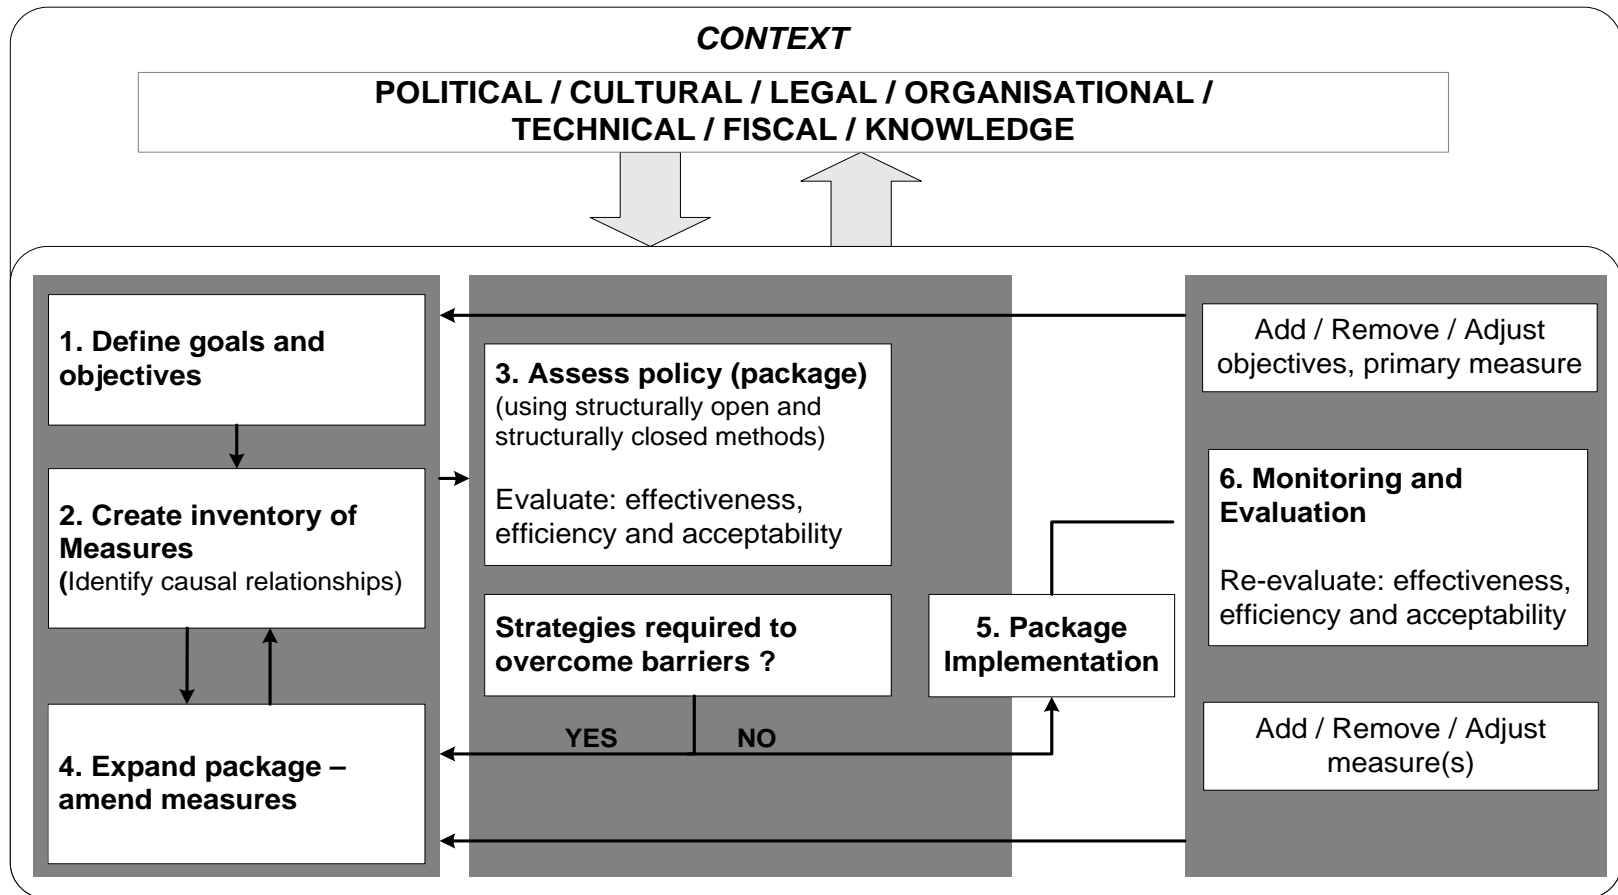 CONTEXT
POLITICAL / CULTURAL / LEGAL / ORGANISATIONAL /
TECHNICAL / FISCAL / KNOWLEDGE
1. Define goals and
objectives
2. Create inventory of
Measures
(Identify causal relationships)
4. Expand package –
amend measures
3. Assess policy (package)
(using structurally open and
structurally closed methods)
Evaluate: effectiveness,
efficiency and acceptability
Strategies required to
overcome barriers ?
YES
NO
5. Package
Implementation
Add / Remove / Adjust
objectives, primary measure
6. Monitoring and
Evaluation
Re-evaluate: effectiveness,
efficiency and acceptability
Add / Remove / Adjust
measure(s)